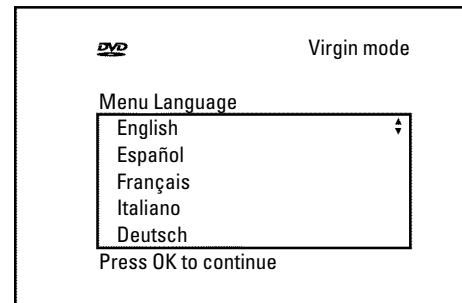 DVD Virgin mode
Menu Language
English
Español
Français
Italiano
Deutsch
Press OK to continue